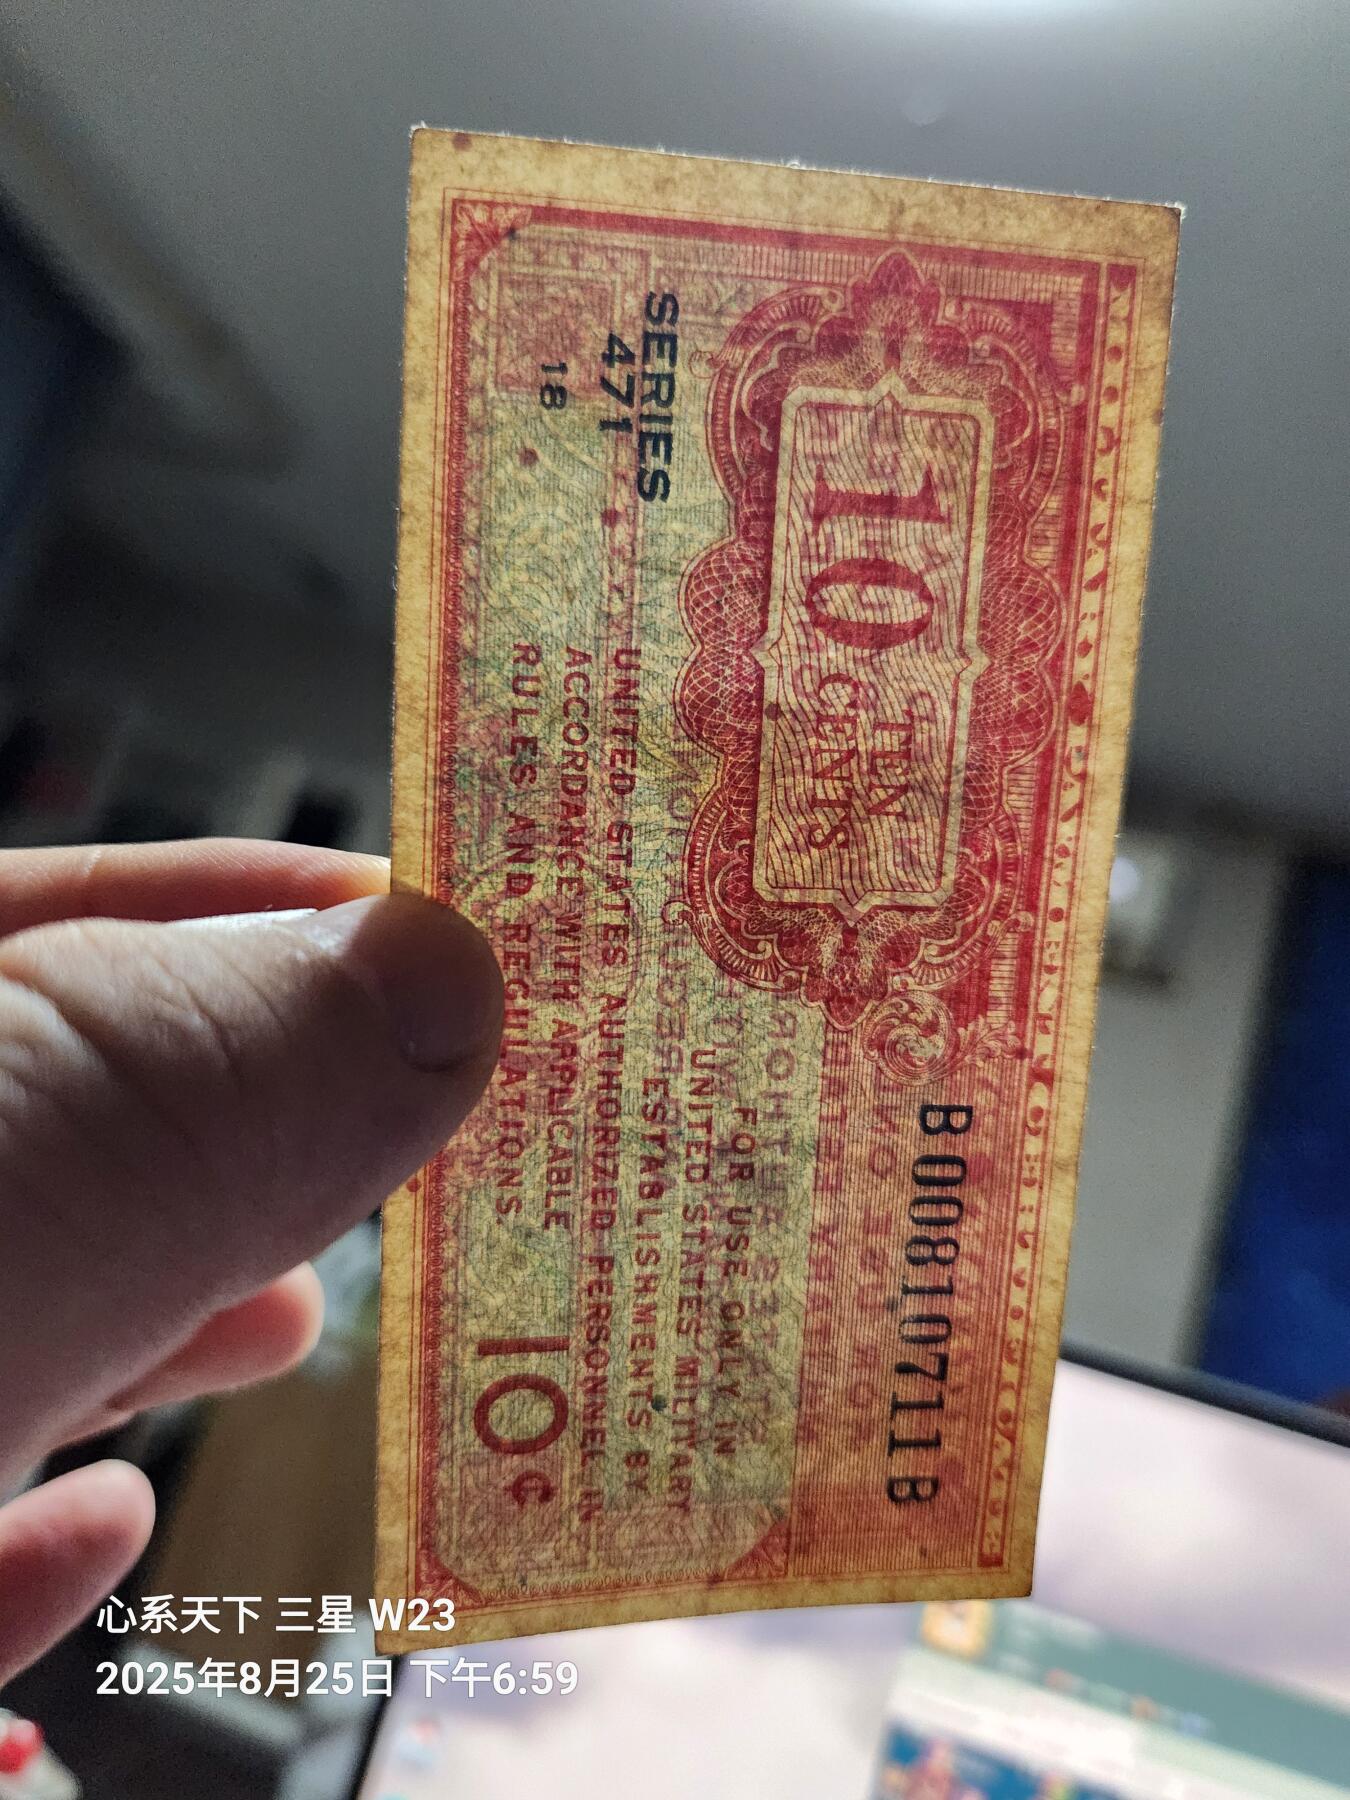 10
TEN
CENTS
B00810711B
SERIES
471
18
FOR USE ONLY IN
UNITED STATES MILITARY
ESTABLISHMENTS BY
UNITED STATES AUTHORIZED PERSONNEL IN
ACCORDANCE WITH APPLICABLE
RULES AND REGULATIONS.
10¢
心系天下 三星 W23
2025年8月25日 下午6:59